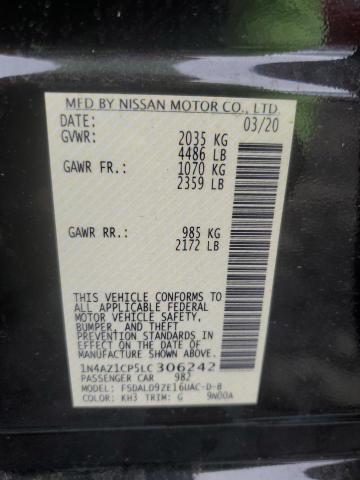 MFD BY NISSAN MOTOR CO., LTD
03/20
GVWR: 2035 KG
4486 LB
GAWR FR.: 1070 KG
2359 LB
GAWR RR.: 985 KG
2172 LB
THIS VEHICLE CONFORMS TO
ALL APPLICABLE FEDERAL
MOTOR VEHICLE SAFETY,
BUMPER, AND THEFT
PREVENTION STANDARDS IN
EFFECT ON THE DATE OF
MANUFACTURE SHOWN ABOVE.
1N4AZ1CP5LC306242
PASSENGER CAR 982
MODEL: FSDALD9ZE16UAC-D-B
COLOR: KH3 TRIM: G 9N00A